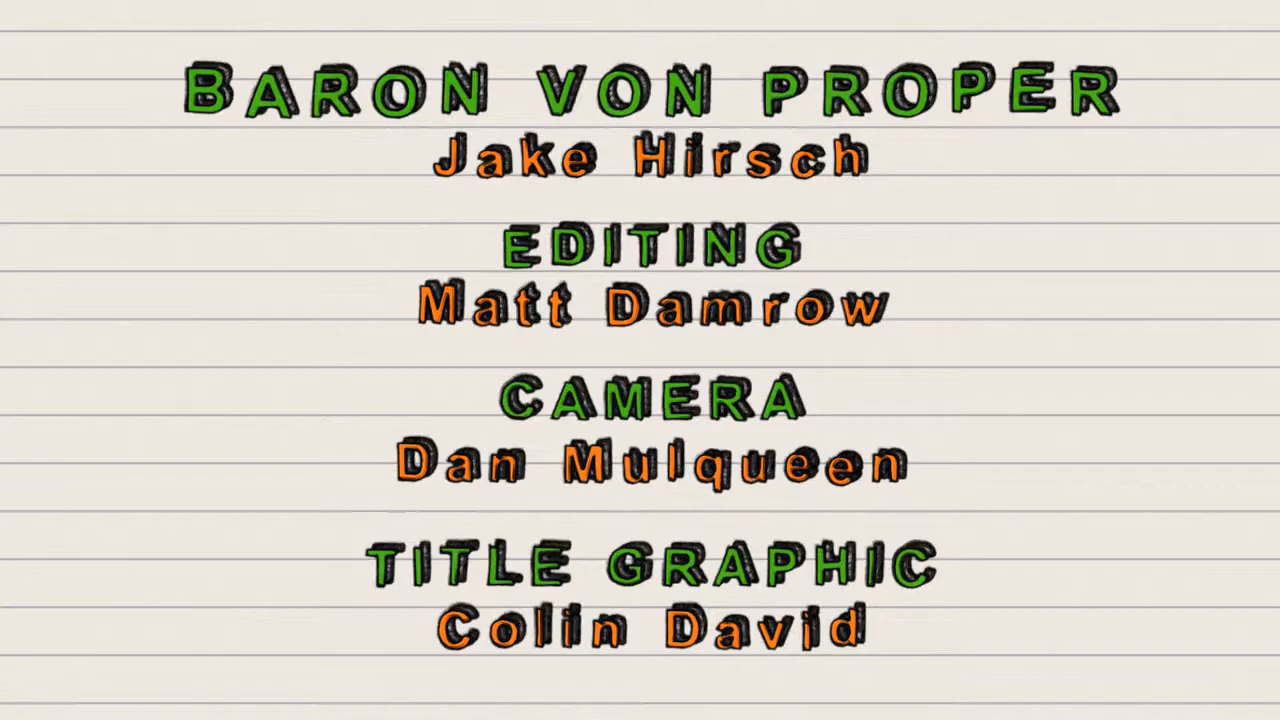 BARON VON PROPER
Jake Hirsch
EDITING
Matt Damrow
CAMERA
Dan Mulqueen
TITLE GRAPHIC
Colin David